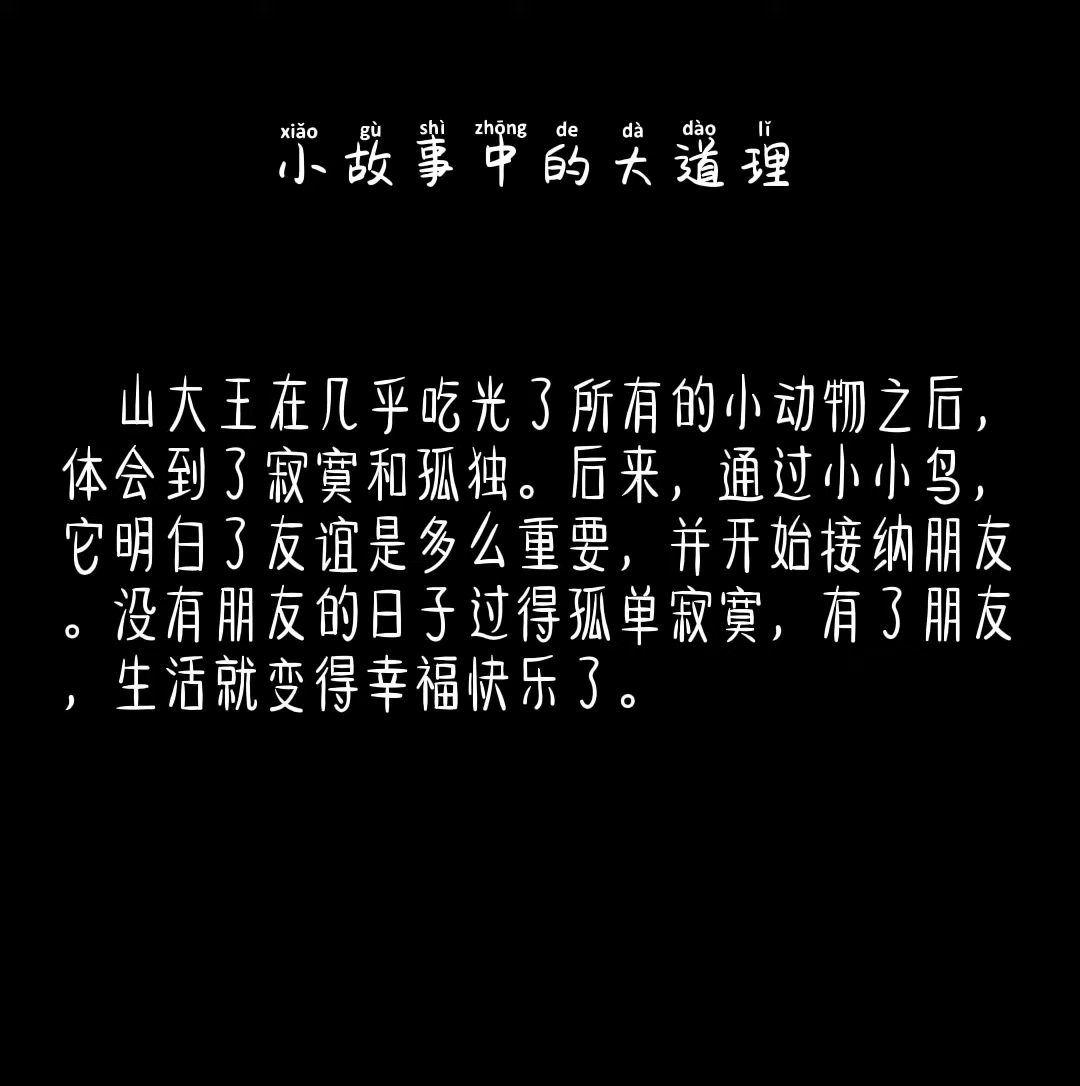 xiǎo gù shì zhōng de dà dào lǐ
小故事中的大道理
山大王在几乎吃光了所有的小动物之后，
体会到了寂寞和孤独。后来，通过小小鸟，
它明白了友谊是多么重要，并开始接纳朋友
。没有朋友的日子过得孤单寂寞，有了朋友
，生活就变得幸福快乐了。